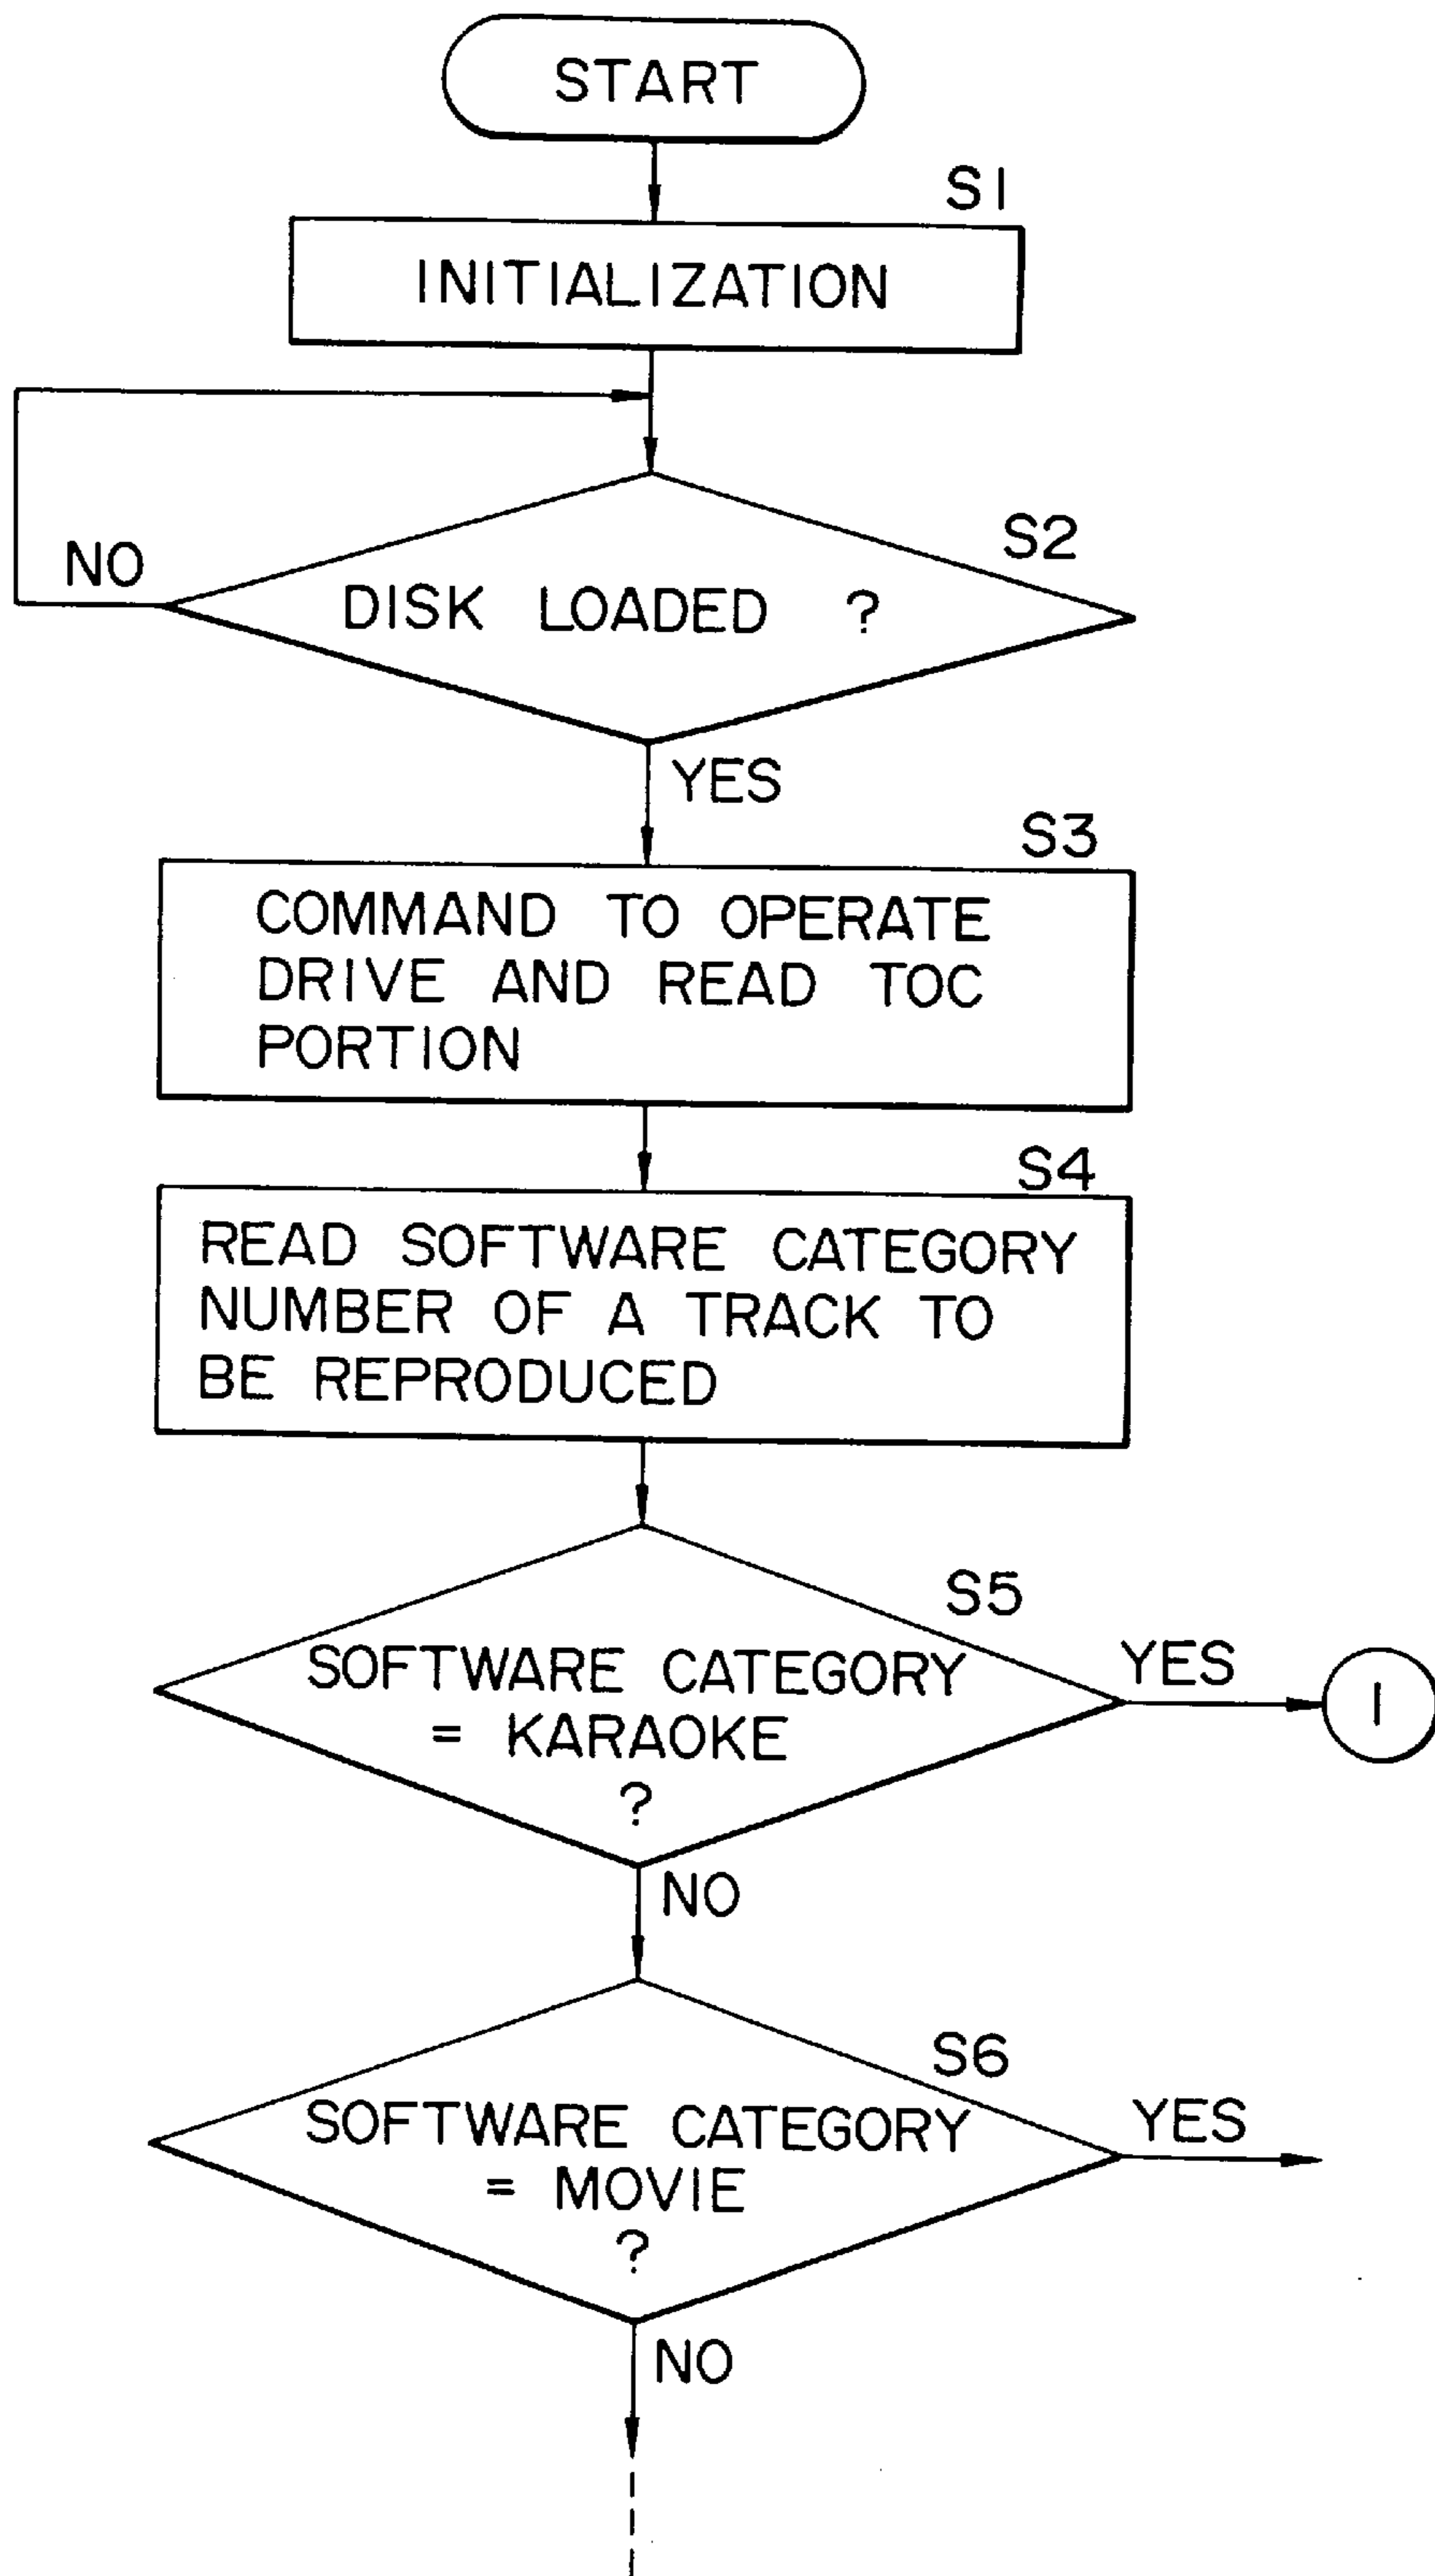 START
S1
INITIALIZATION
NO
S2
DISK LOADED ?
YES
S3
COMMAND TO OPERATE
DRIVE AND READ TOC
PORTION
S4
READ SOFTWARE CATEGORY
NUMBER OF A TRACK TO
BE REPRODUCED
S5
SOFTWARE CATEGORY
= KARAOKE
?
YES
1
NO
S6
SOFTWARE CATEGORY
= MOVIE
?
YES
NO